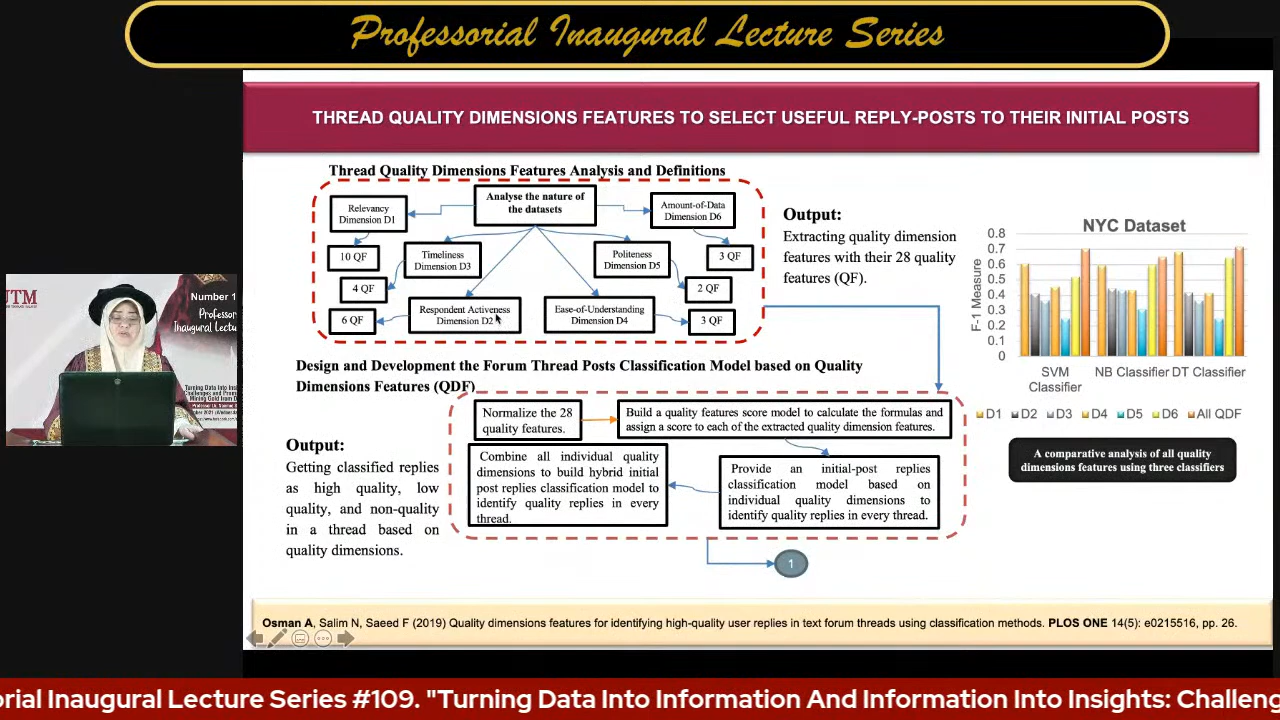 Professorial Inaugural Lecture Series
THREAD QUALITY DIMENSIONS FEATURES TO SELECT USEFUL REPLY-POSTS TO THEIR INITIAL POSTS
Thread Quality Dimensions Features Analysis and Definitions
Analyse the nature of
the datasets
Relevancy
Dimension D1
Amount-of-Data
Dimension D6
10 QF
Timeliness
Dimension D3
Politeness
Dimension D5
3 QF
4 QF
2 QF
6 QF
Respondent Activeness
Dimension D2
Ease-of-Understanding
Dimension D4
3 QF
Output:
Extracting quality dimension
features with their 28 quality
features (QF).
NYC Dataset
F-1 Measure
0.8
0.7
0.6
0.5
0.4
0.3
0.2
0.1
0
SVM
Classifier
NB Classifier
DT Classifier
D1 D2 D3 D4 D5 D6 All QDF
A comparative analysis of all quality
dimensions features using three classifiers
Design and Development the Forum Thread Posts Classification Model based on Quality
Dimensions Features (QDF)
Normalize the 28
quality features.
Build a quality features score model to calculate the formulas and
assign a score to each of the extracted quality dimension features.
Combine all individual quality
dimensions to build hybrid initial
post replies classification model to
identify quality replies in every
thread.
Provide an initial-post replies
classification model based on
individual quality dimensions to
identify quality replies in every thread.
1
Output:
Getting classified replies
as high quality, low
quality, and non-quality
in a thread based on
quality dimensions.
Osman A, Salim N, Saeed F (2019) Quality dimensions features for identifying high-quality user replies in text forum threads using classification methods. PLOS ONE 14(5): e0215516, pp. 26.
UTM
Number 1
Professor
Inaugural Lectu
Turning Data Into Ins
orial Inaugural Lecture Series #109. "Turning Data Into Information And Information Into Insights: Challeng